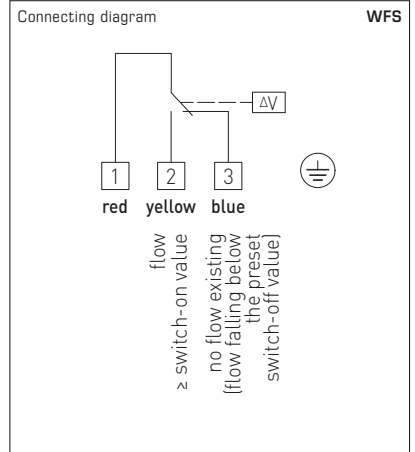 Connecting diagram WFS
ΔV
1 2 3
red yellow blue
flow
≥ switch-on value
no flow existing
(flow falling below
the preset
switch-off value)